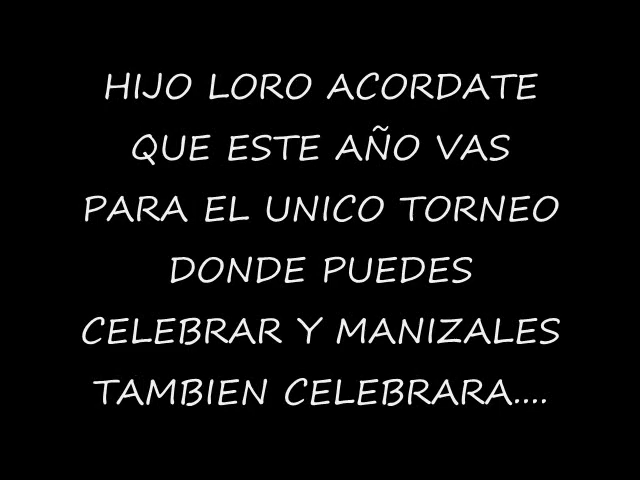 HIJO LORO ACORDATE
QUE ESTE AÑO VAS
PARA EL UNICO TORNEO
DONDE PUEDES
CELEBRAR Y MANIZALES
TAMBIEN CELEBRARA....